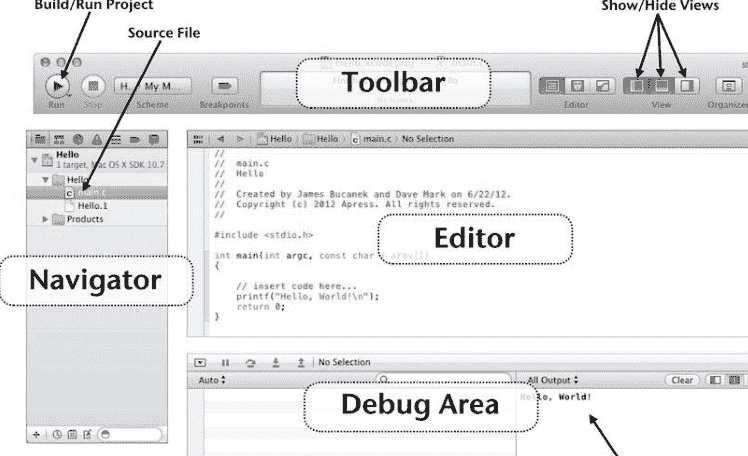 Build/Run Project
Show/Hide Views
Source File
Toolbar
H... My M...
Run
Stop
Scheme
Breakpoints
Editor
View
Organizer
Hello
main.c
No Selection
Hello
1 target, Mac OS X SDK 10.7
Hello
main.c
Hello.1
Products
//
// main.c
// Hello
//
// Created by James Bucanek and Dave Mark on 6/22/12.
// Copyright (c) 2012 Apress. All rights reserved.
//
#include <stdio.h>
int main(int argc, const char * argv[])
{
// insert code here...
printf("Hello, World!\n");
return 0;
}
Editor
Navigator
No Selection
Auto
All Output
Clear
Debug Area
Hello, World!